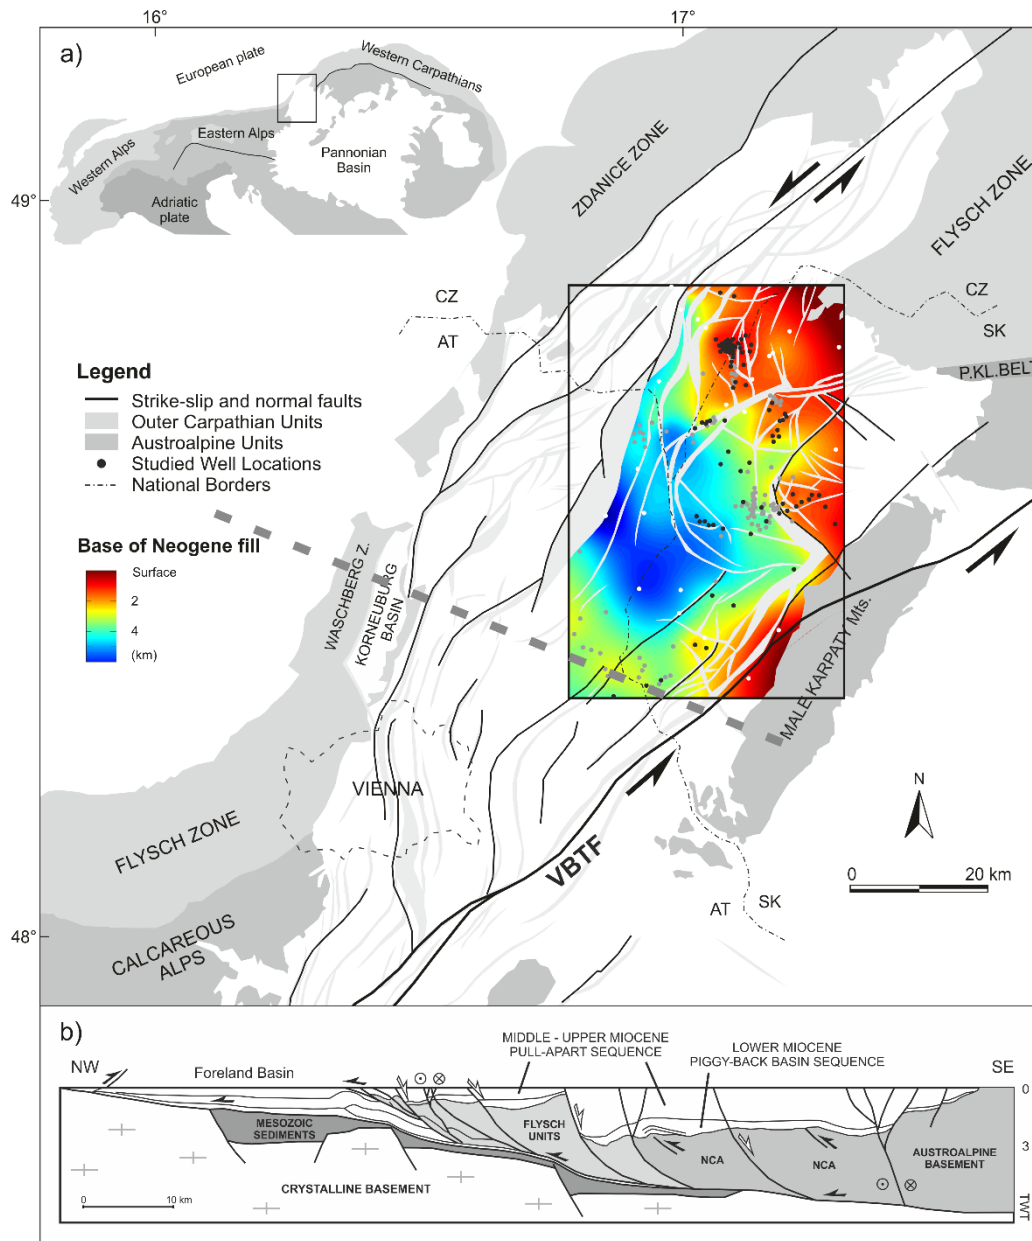 16°
17°
a)
European plate
Western Carpathians
Eastern Alps
Western Alps
Pannonian
Basin
Adriatic
plate
49°
ZDANICE ZONE
FLYSCH ZONE
CZ
AT
CZ
SK
P.KL.BELT
Legend
Strike-slip and normal faults
Outer Carpathian Units
Austroalpine Units
Studied Well Locations
National Borders
Base of Neogene fill
Surface
2
4
(km)
WASCHBERG Z.
KORNEUBURG
BASIN
MALE KARPATY Mts.
VIENNA
FLYSCH ZONE
VBTF
N
0
20 km
AT
SK
48°
CALCAREOUS
ALPS
b)
MIDDLE - UPPER MIOCENE
PULL-APART SEQUENCE
LOWER MIOCENE
PIGGY-BACK BASIN SEQUENCE
NW
SE
Foreland Basin
0
MESOZOIC
SEDIMENTS
FLYSCH
UNITS
NCA
NCA
AUSTROALPINE
BASEMENT
3
CRYSTALLINE BASEMENT
0
10 km
TWT